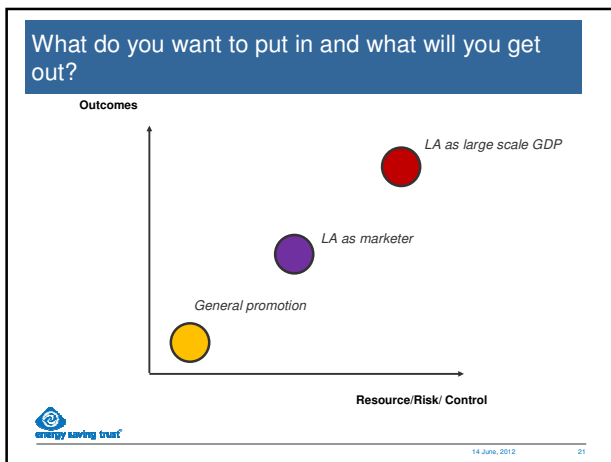 What do you want to put in and what will you get
out?
Outcomes
LA as large scale GDP
LA as marketer
General promotion
Resource/Risk/ Control
energy saving trust®
14 June, 2012
21